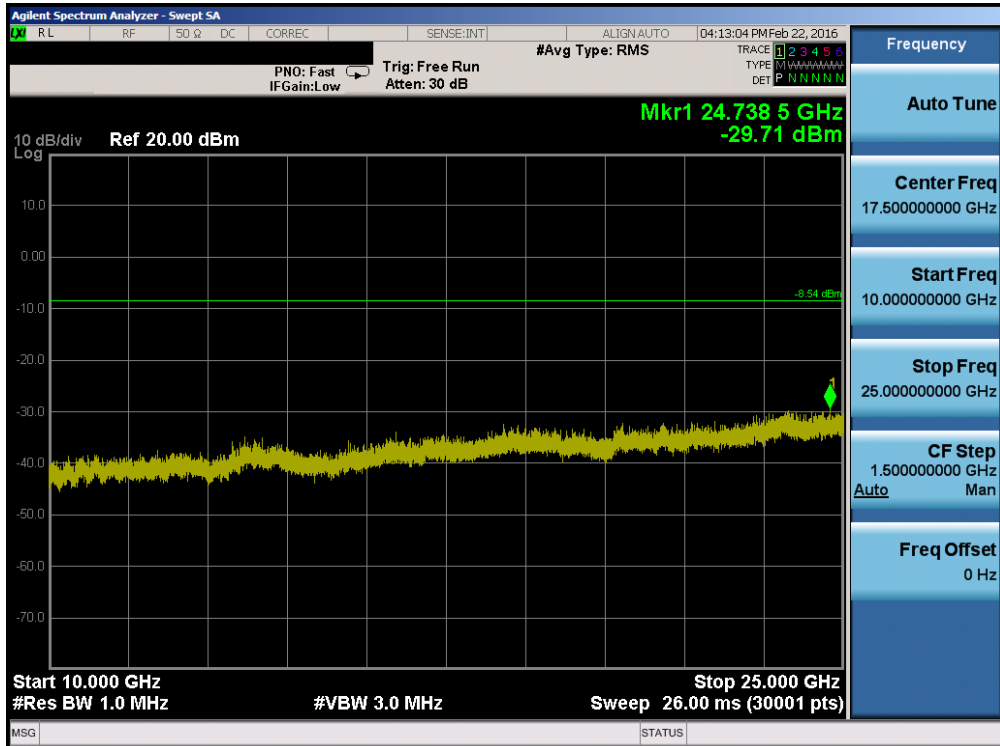 Agilent Spectrum Analyzer - Swept SA
LXI RL RF 50 Ω DC CORREC SENSE:INT ALIGN AUTO 04:13:04 PM Feb 22, 2016
#Avg Type: RMS TRACE 1 2 3 4 5 6
PNO: Fast Trig: Free Run TYPE M WWWWW
IFGain:Low Atten: 30 dB DET P N N N N N
Mkr1 24.738 5 GHz
-29.71 dBm
10 dB/div Ref 20.00 dBm
Log
10.0
0.00
-8.54 dBm
-10.0
-20.0
1
-30.0
-40.0
-50.0
-60.0
-70.0
Start 10.000 GHz Stop 25.000 GHz
#Res BW 1.0 MHz #VBW 3.0 MHz Sweep 26.00 ms (30001 pts)
MSG STATUS
Frequency
Auto Tune
Center Freq
17.500000000 GHz
Start Freq
10.000000000 GHz
Stop Freq
25.000000000 GHz
CF Step
1.500000000 GHz
Auto Man
Freq Offset
0 Hz